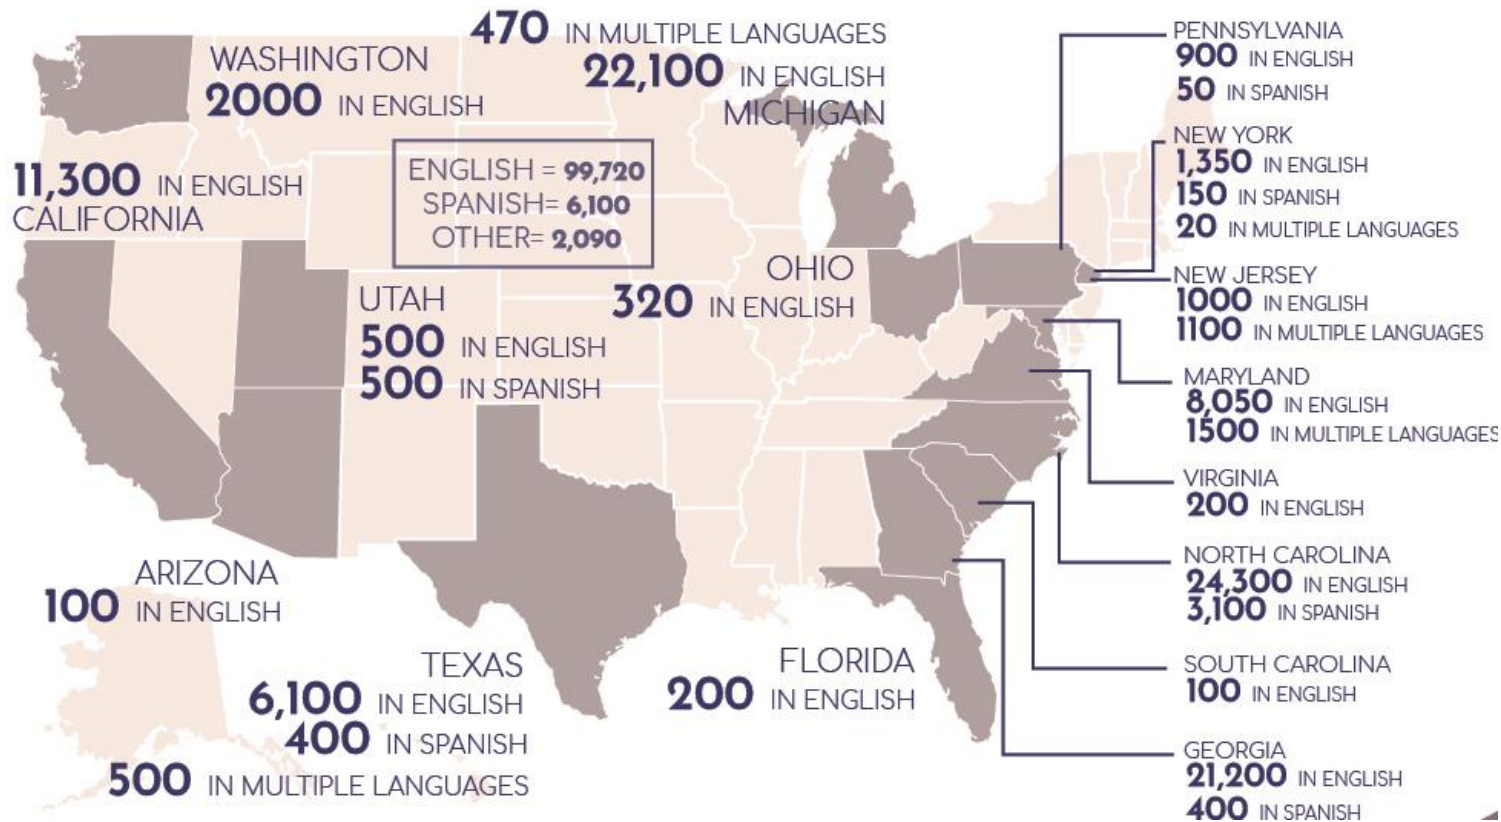 470 IN MULTIPLE LANGUAGES
22,100 IN ENGLISH
MICHIGAN
WASHINGTON
2000 IN ENGLISH
11,300 IN ENGLISH
CALIFORNIA
ENGLISH = 99,720
SPANISH= 6,100
OTHER= 2,090
UTAH
500 IN ENGLISH
500 IN SPANISH
OHIO
320 IN ENGLISH
ARIZONA
100 IN ENGLISH
TEXAS
6,100 IN ENGLISH
400 IN SPANISH
500 IN MULTIPLE LANGUAGES
FLORIDA
200 IN ENGLISH
PENNSYLVANIA
900 IN ENGLISH
50 IN SPANISH
NEW YORK
1,350 IN ENGLISH
150 IN SPANISH
20 IN MULTIPLE LANGUAGES
NEW JERSEY
1000 IN ENGLISH
1100 IN MULTIPLE LANGUAGES
MARYLAND
8,050 IN ENGLISH
1500 IN MULTIPLE LANGUAGES
VIRGINIA
200 IN ENGLISH
NORTH CAROLINA
24,300 IN ENGLISH
3,100 IN SPANISH
SOUTH CAROLINA
100 IN ENGLISH
GEORGIA
21,200 IN ENGLISH
400 IN SPANISH